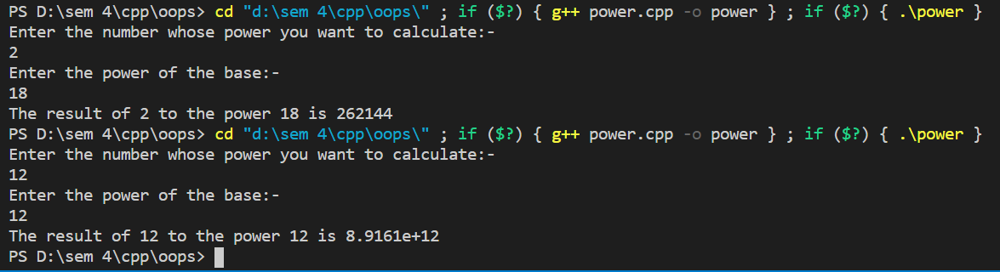 PS D:\sem 4\cpp\oops> cd "d:\sem 4\cpp\oops\" ; if ($?) { g++ power.cpp -o power } ; if ($?) { .\power }
Enter the number whose power you want to calculate:-
2
Enter the power of the base:-
18
The result of 2 to the power 18 is 262144
PS D:\sem 4\cpp\oops> cd "d:\sem 4\cpp\oops\" ; if ($?) { g++ power.cpp -o power } ; if ($?) { .\power }
Enter the number whose power you want to calculate:-
12
Enter the power of the base:-
12
The result of 12 to the power 12 is 8.9161e+12
PS D:\sem 4\cpp\oops>